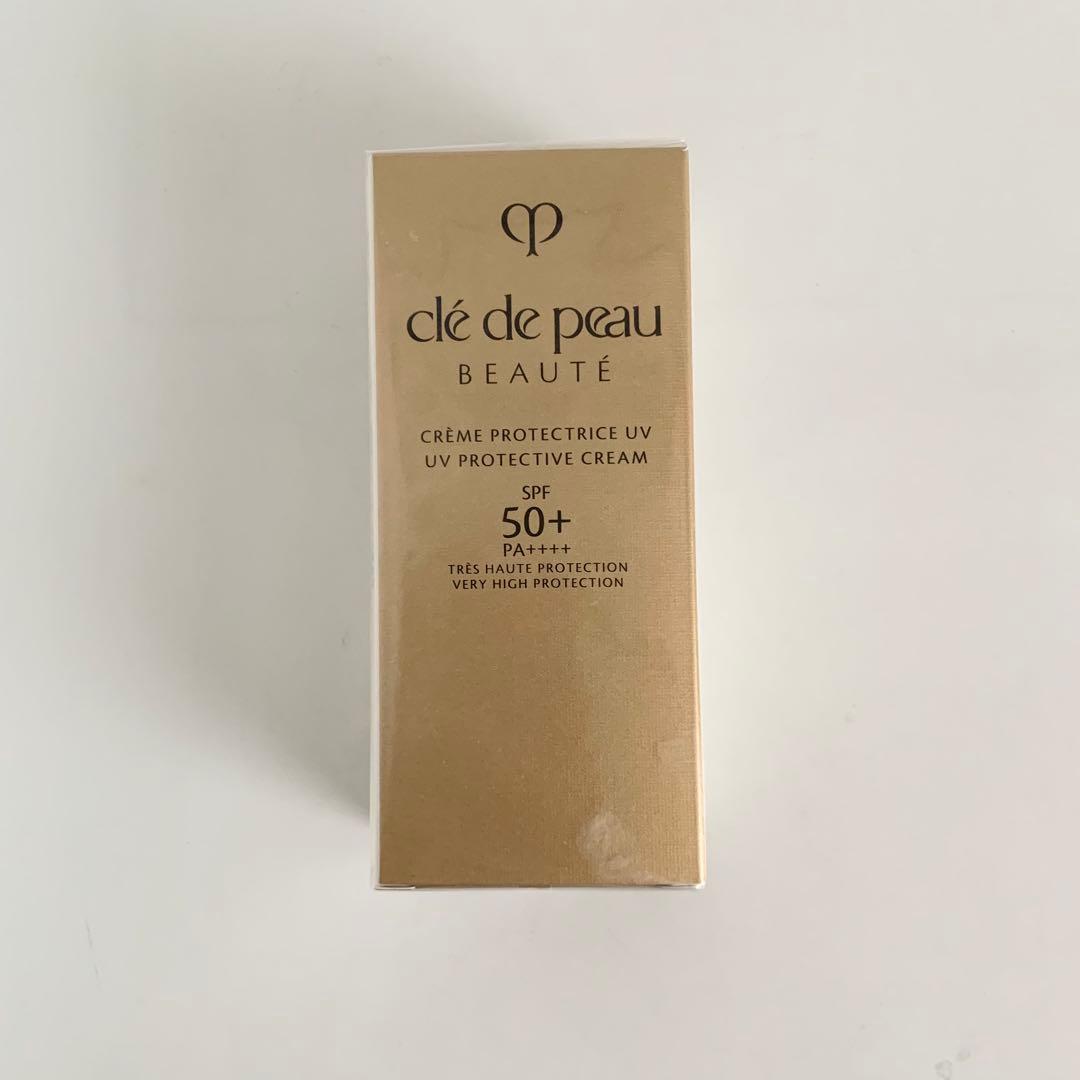 clé de peau
BEAUTÉ
CRÈME PROTECTRICE UV
UV PROTECTIVE CREAM
SPF
50+
PA++++
TRÈS HAUTE PROTECTION
VERY HIGH PROTECTION